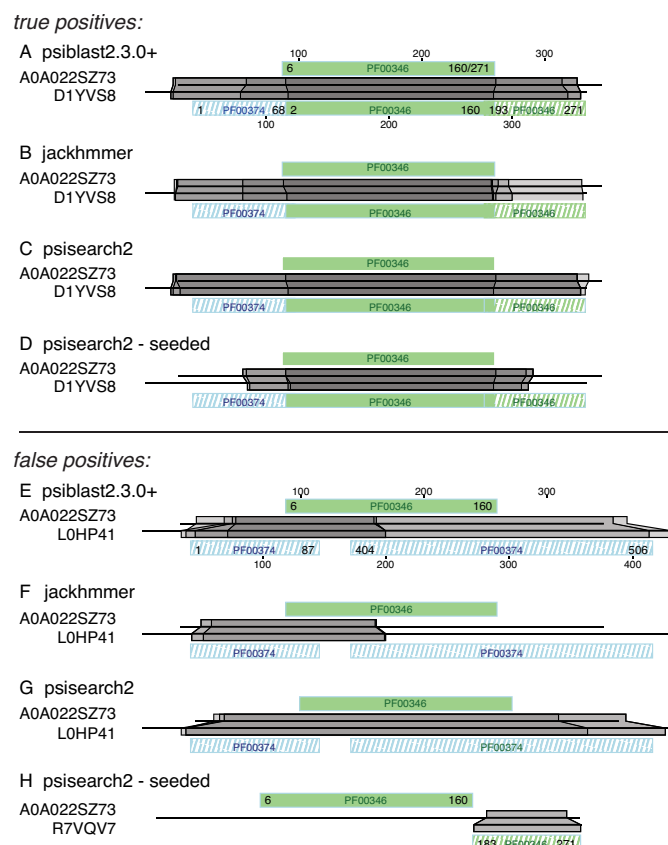 true positives:
A psiblast2.3.0+
100 200 300
6 PF00346 160/271
A0A022SZ73
D1YVS8
1 PF00374 68 2 PF00346 160 193 PF00346 271
100 200 300
B jackhmmer
PF00346
A0A022SZ73
D1YVS8
PF00374 PF00346 PF00346
C psisearch2
PF00346
A0A022SZ73
D1YVS8
PF00374 PF00346 PF00346
D psisearch2 - seeded
PF00346
A0A022SZ73
D1YVS8
PF00374 PF00346 PF00346
false positives:
E psiblast2.3.0+
100 200 300
6 PF00346 160
A0A022SZ73
L0HP41
1 PF00374 87 404 PF00374 506
100 200 300 400
F jackhmmer
PF00346
A0A022SZ73
L0HP41
PF00374 PF00374
G psisearch2
PF00346
A0A022SZ73
L0HP41
PF00374 PF00374
H psisearch2 - seeded
6 PF00346 160
A0A022SZ73
R7VQV7
183 PF00346 271